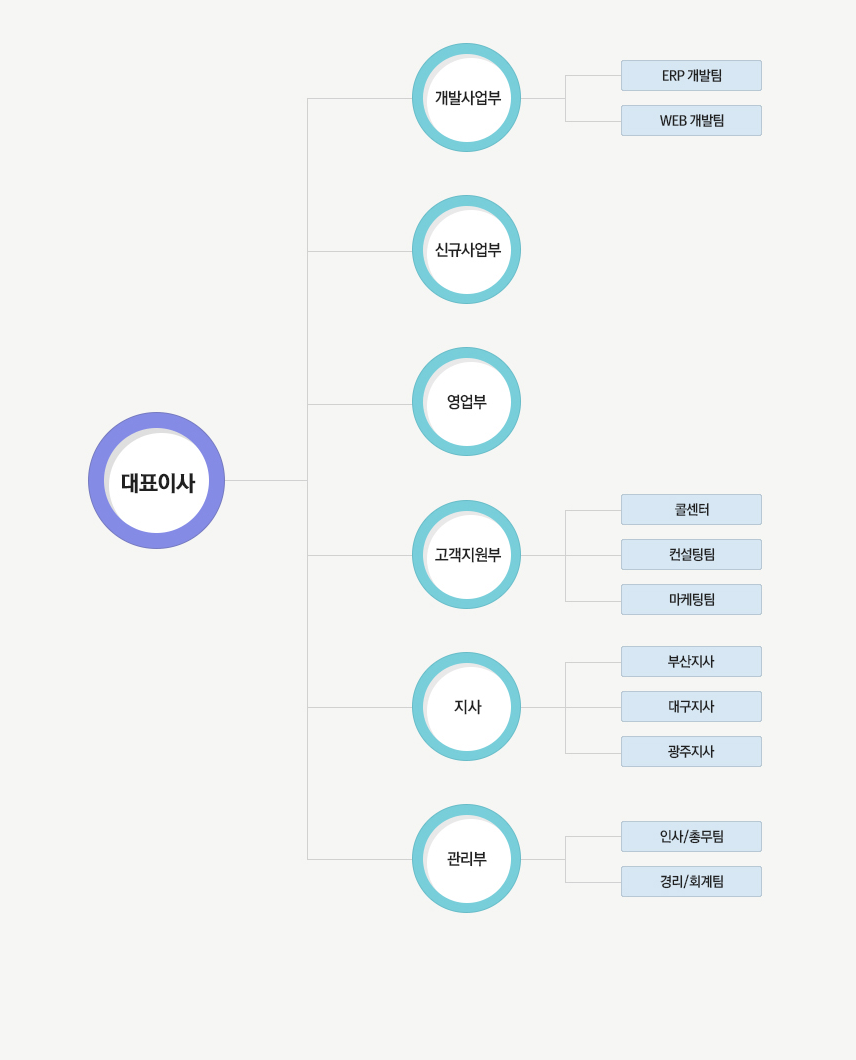 대표이사
개발사업부
ERP 개발팀
WEB 개발팀
신규사업부
영업부
고객지원부
콜센터
컨설팅팀
마케팅팀
지사
부산지사
대구지사
광주지사
관리부
인사/총무팀
경리/회계팀